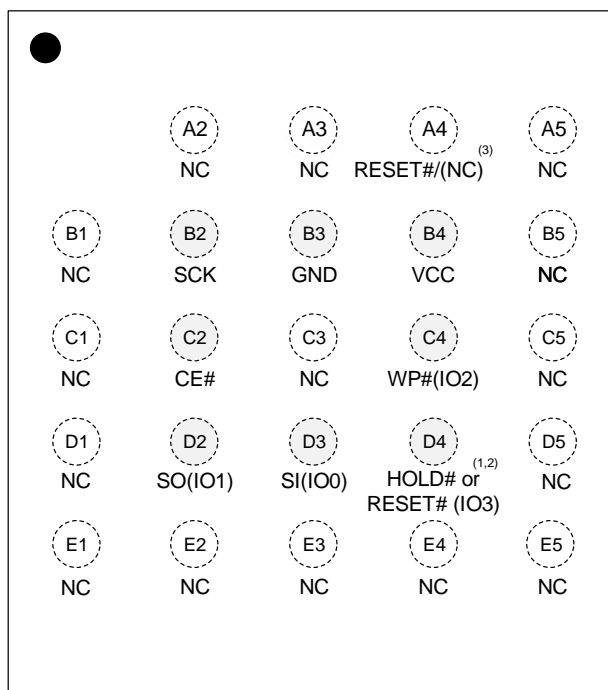 A2 A3 A4 A5
NC NC RESET#/(NC) (3) NC
B1 B2 B3 B4 B5
NC SCK GND VCC NC
C1 C2 C3 C4 C5
NC CE# NC WP#(IO2) NC
D1 D2 D3 D4 D5
NC SO(IO1) SI(IO0) HOLD# or (1,2) NC
RESET# (IO3)
E1 E2 E3 E4 E5
NC NC NC NC NC